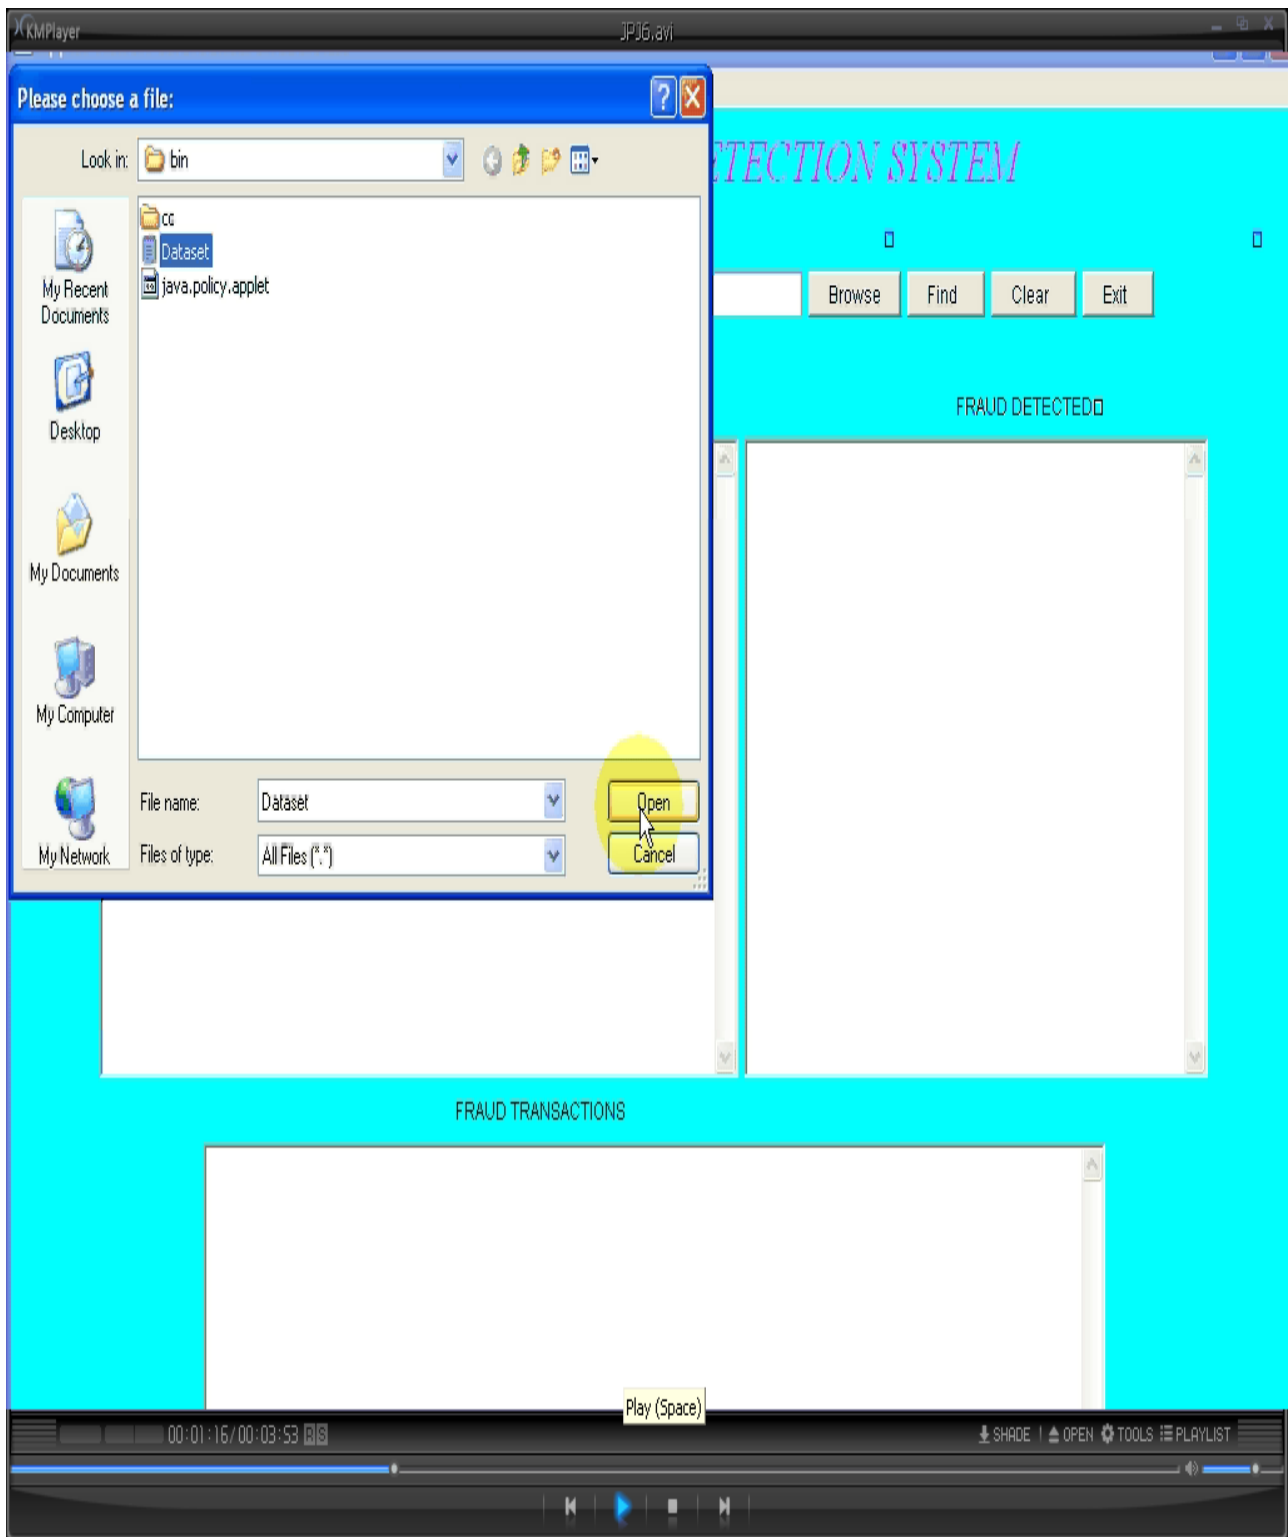 KMPlayer
JPJ6.avi
Please choose a file:
Look in: bin
ETECTION SYSTEM
cc
Dataset
java.policy.applet
My Recent
Documents
Browse Find Clear Exit
Desktop
FRAUD DETECTED
My Documents
My Computer
File name: Dataset Open
My Network Files of type: All Files (*.*) Cancel
FRAUD TRANSACTIONS
Play (Space)
00:01:16/00:03:53 R S SHADE OPEN TOOLS PLAYLIST